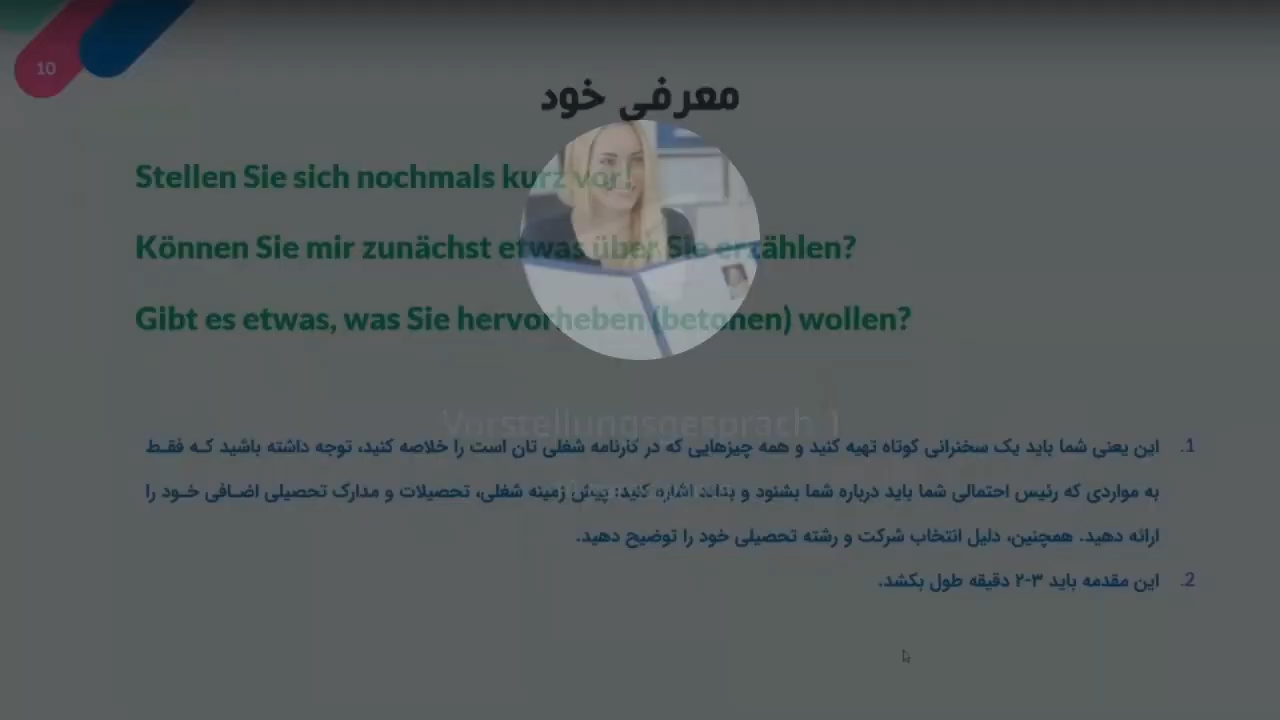 10
معرفی خود
Stellen Sie sich nochmals kurz vor!
Können Sie mir zunächst etwas über Sie erzählen?
Gibt es etwas, was Sie hervorheben (betonen) wollen?
Vorstellungsgespräch 1
1. این یعنی شما باید یک سخنرانی کوتاه تهیه کنید و همه چیزهایی که در کارنامه شغلی تان است را خلاصه کنید، توجه داشته باشید که فقط
به مواردی که رئیس احتمالی شما باید درباره شما بشنود و بداند اشاره کنید: پیش زمینه شغلی، تحصیلات و مدارک تحصیلی اضافی خود را
ارائه دهید. همچنین، دلیل انتخاب شرکت و رشته تحصیلی خود را توضیح دهید.
2. این مقدمه باید ۳-۲ دقیقه طول بکشد.